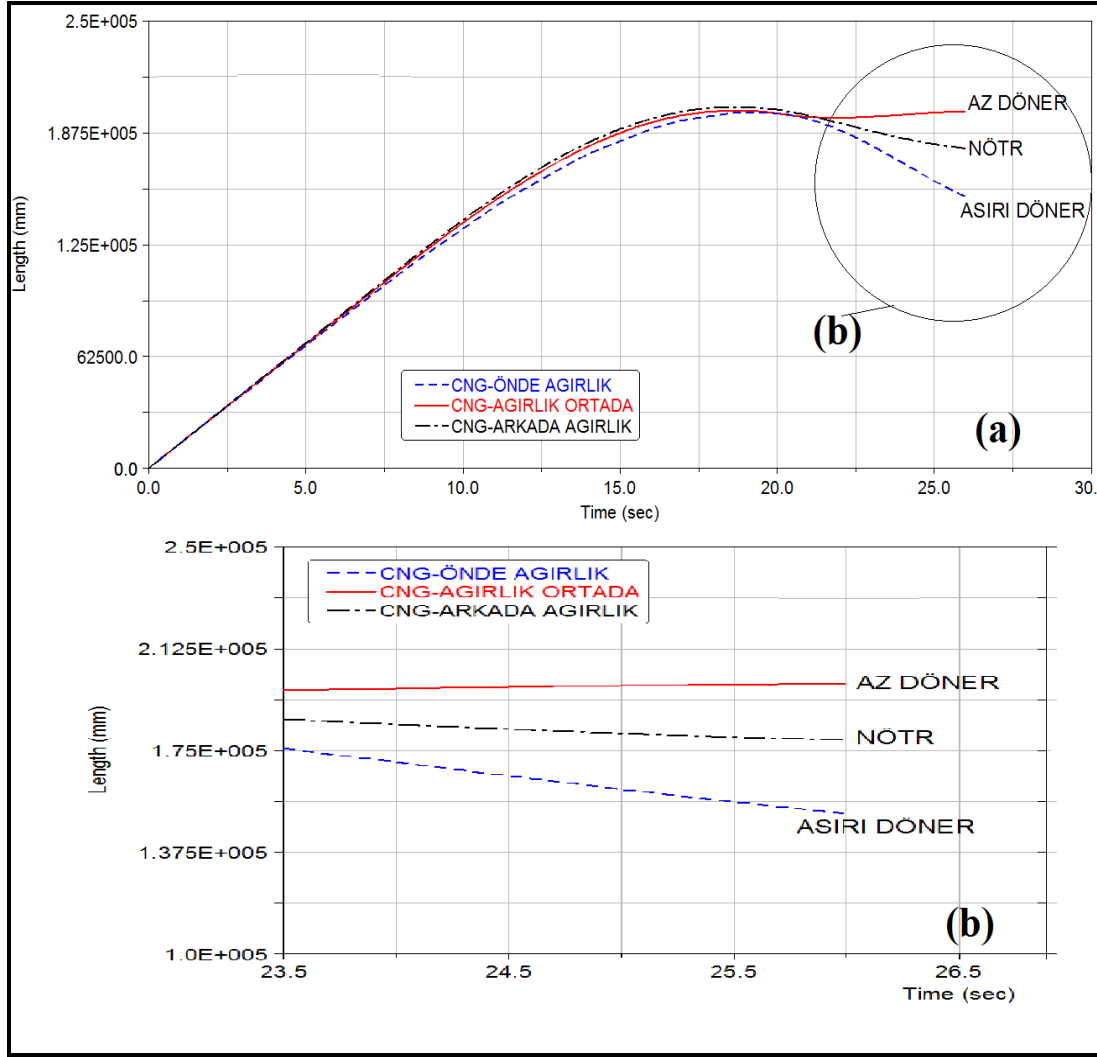 2.5E+005
1.875E+005
1.25E+005
62500.0
0.0
Length (mm)
AZ DÖNER
NÖTR
ASIRI DÖNER
(b)
CNG-ÖNDE AGIRLIK
CNG-AGIRLIK ORTADA
CNG-ARKADA AGIRLIK
(a)
0.0 5.0 10.0 15.0 20.0 25.0 30.
Time (sec)
2.5E+005
2.125E+005
1.75E+005
1.375E+005
1.0E+005
Length (mm)
CNG-ÖNDE AGIRLIK
CNG-AGIRLIK ORTADA
CNG-ARKADA AGIRLIK
AZ DÖNER
NÖTR
ASIRI DÖNER
(b)
23.5 24.5 25.5 26.5
Time (sec)